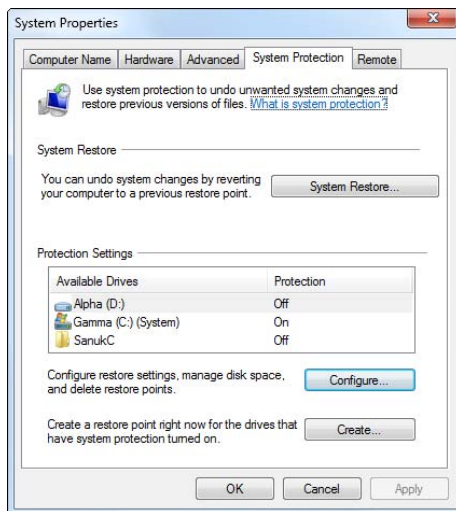 System Properties
Computer Name Hardware Advanced System Protection Remote
Use system protection to undo unwanted system changes and
restore previous versions of files. What is system protection?
System Restore
You can undo system changes by reverting
your computer to a previous restore point.
System Restore...
Protection Settings
Available Drives Protection
Alpha (D:) Off
Gamma (C:) (System) On
SanukC Off
Configure restore settings, manage disk space,
and delete restore points.
Configure...
Create a restore point right now for the drives that
have system protection turned on.
Create...
OK Cancel Apply